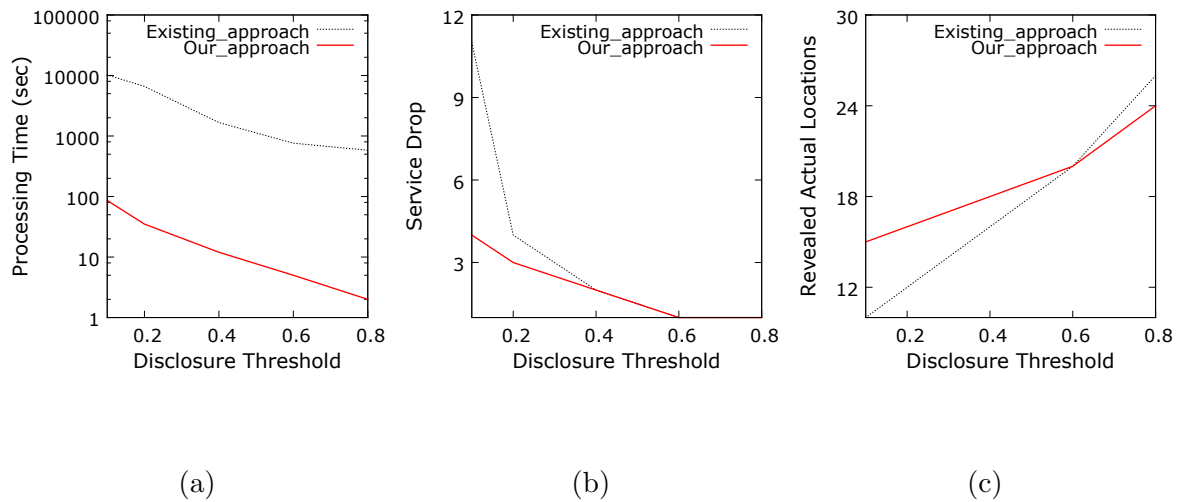 100000
10000
1000
100
10
1
Processing Time (sec)
Existing_approach
Our_approach
0.2 0.4 0.6 0.8
Disclosure Threshold
(a)
12
9
6
3
Service Drop
Existing_approach
Our_approach
0.2 0.4 0.6 0.8
Disclosure Threshold
(b)
30
24
18
12
Revealed Actual Locations
Existing_approach
Our_approach
0.2 0.4 0.6 0.8
Disclosure Threshold
(c)